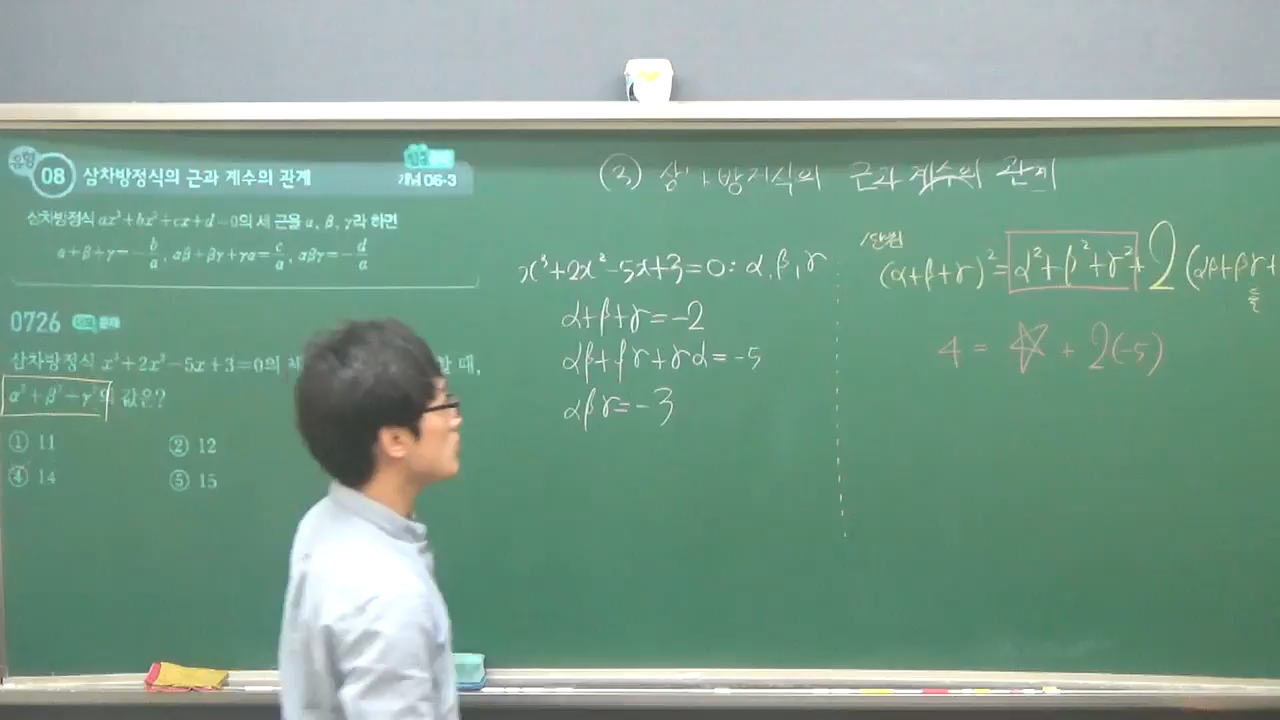 유형 08 삼차방정식의 근과 계수의 관계
개념 06-3
삼차방정식 ax³+bx²+cx+d=0의 세 근을 α, β, γ라 하면
α+β+γ=-b/a, αβ+βγ+γα=c/a, αβγ=-d/a
0726
삼차방정식 x³+2x²-5x+3=0의 세 때,
α²+β²+γ²의 값은?
① 11 ② 12
④ 14 ⑤ 15
(3) 삼차방정식의 근과 계수의 관계
x³+2x²-5x+3=0 : α, β, γ
α+β+γ=-2
αβ+βγ+γα=-5
αβγ=-3
(α+β+γ)²=α²+β²+γ²+2(αβ+βγ+
4 = ☆ + 2(-5)